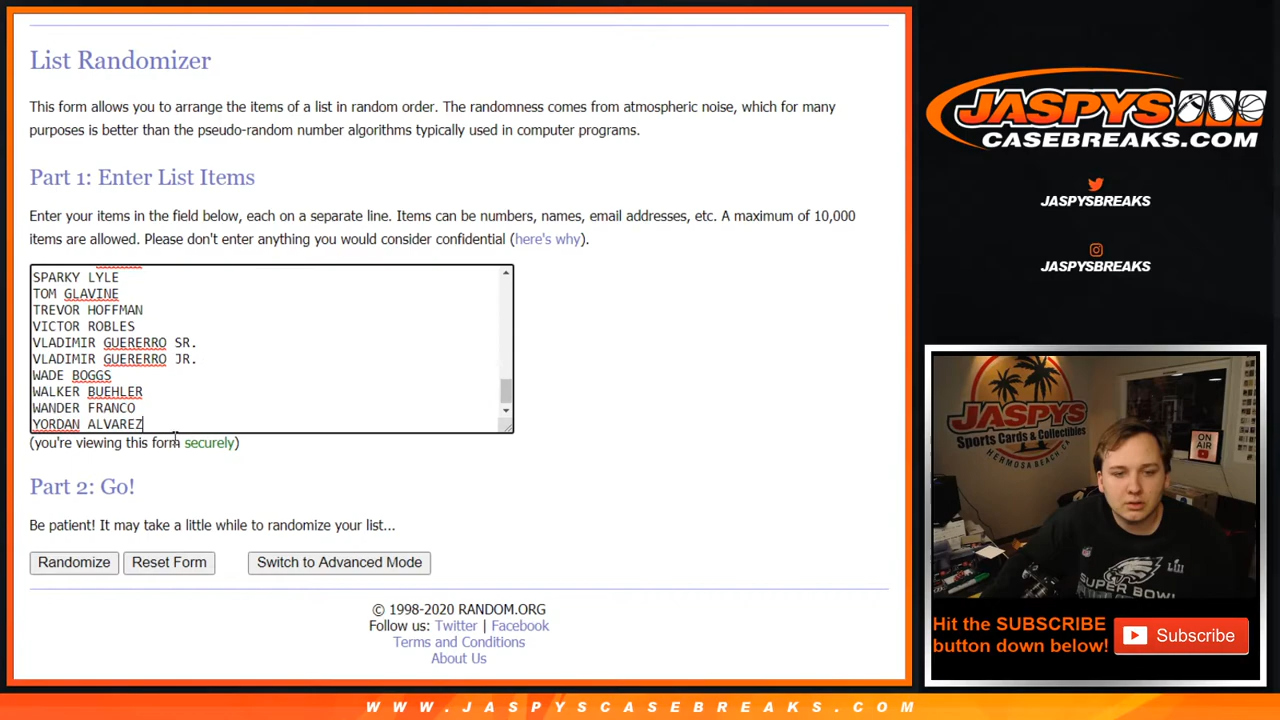 List Randomizer
This form allows you to arrange the items of a list in random order. The randomness comes from atmospheric noise, which for many
purposes is better than the pseudo-random number algorithms typically used in computer programs.
Part 1: Enter List Items
Enter your items in the field below, each on a separate line. Items can be numbers, names, email addresses, etc. A maximum of 10,000
items are allowed. Please don't enter anything you would consider confidential (here's why).
SPARKY LYLE
TOM GLAVINE
TREVOR HOFFMAN
VICTOR ROBLES
VLADIMIR GUERERRO SR.
VLADIMIR GUERERRO JR.
WADE BOGGS
WALKER BUEHLER
WANDER FRANCO
YORDAN ALVAREZ
(you're viewing this form securely)
Part 2: Go!
Be patient! It may take a little while to randomize your list...
Randomize
Reset Form
Switch to Advanced Mode
© 1998-2020 RANDOM.ORG
Follow us: Twitter | Facebook
Terms and Conditions
About Us
JASPYS
CASEBREAKS.COM
JASPYSBREAKS
JASPYSBREAKS
JASPYS
Sports Cards & Collectibles
HERMOSA BEACH, CA
ON
AIR
LII
SUPER BOWL
Hit the SUBSCRIBE
button down below!
Subscribe
WWW.JASPYSCASEBREAKS.COM